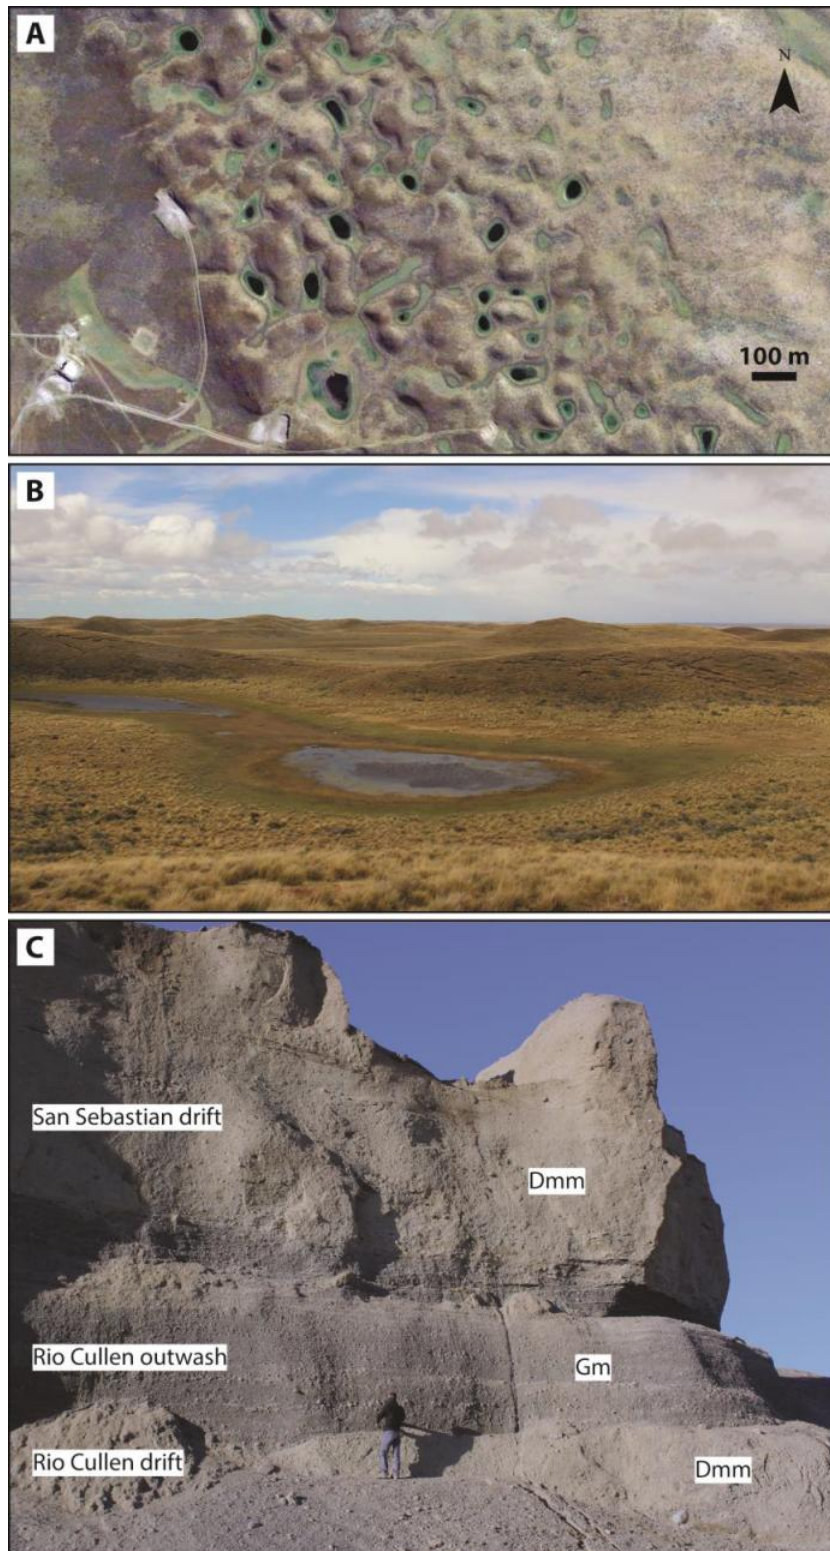 A
N
100 m
B
C
San Sebastian drift
Dmm
Rio Cullen outwash
Gm
Rio Cullen drift
Dmm